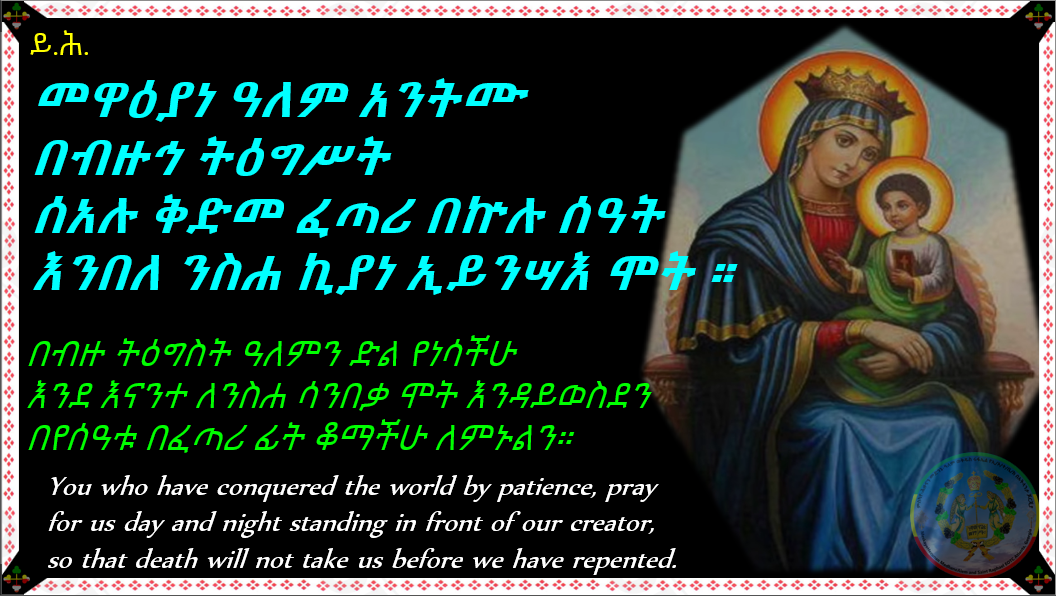 ይ.ሕ.
መዋዕያነ ዓለም አንትሙ
በብዙኅ ትዕግሥት
ሰአሉ ቅድመ ፈጣሪ በኵሉ ሰዓት
እንበለ ንስሐ ኪያነ ኢይንሣእ ሞት ።
በብዙ ትዕግስት ዓለምን ድል የነሳችሁ
እንደ እናንተ ለንስሐ ሳንበቃ ሞት እንዳይወስደን
በየሰዓቱ በፈጣሪ ፊት ቆማችሁ ለምኑልን።
You who have conquered the world by patience, pray
for us day and night standing in front of our creator,
so that death will not take us before we have repented.